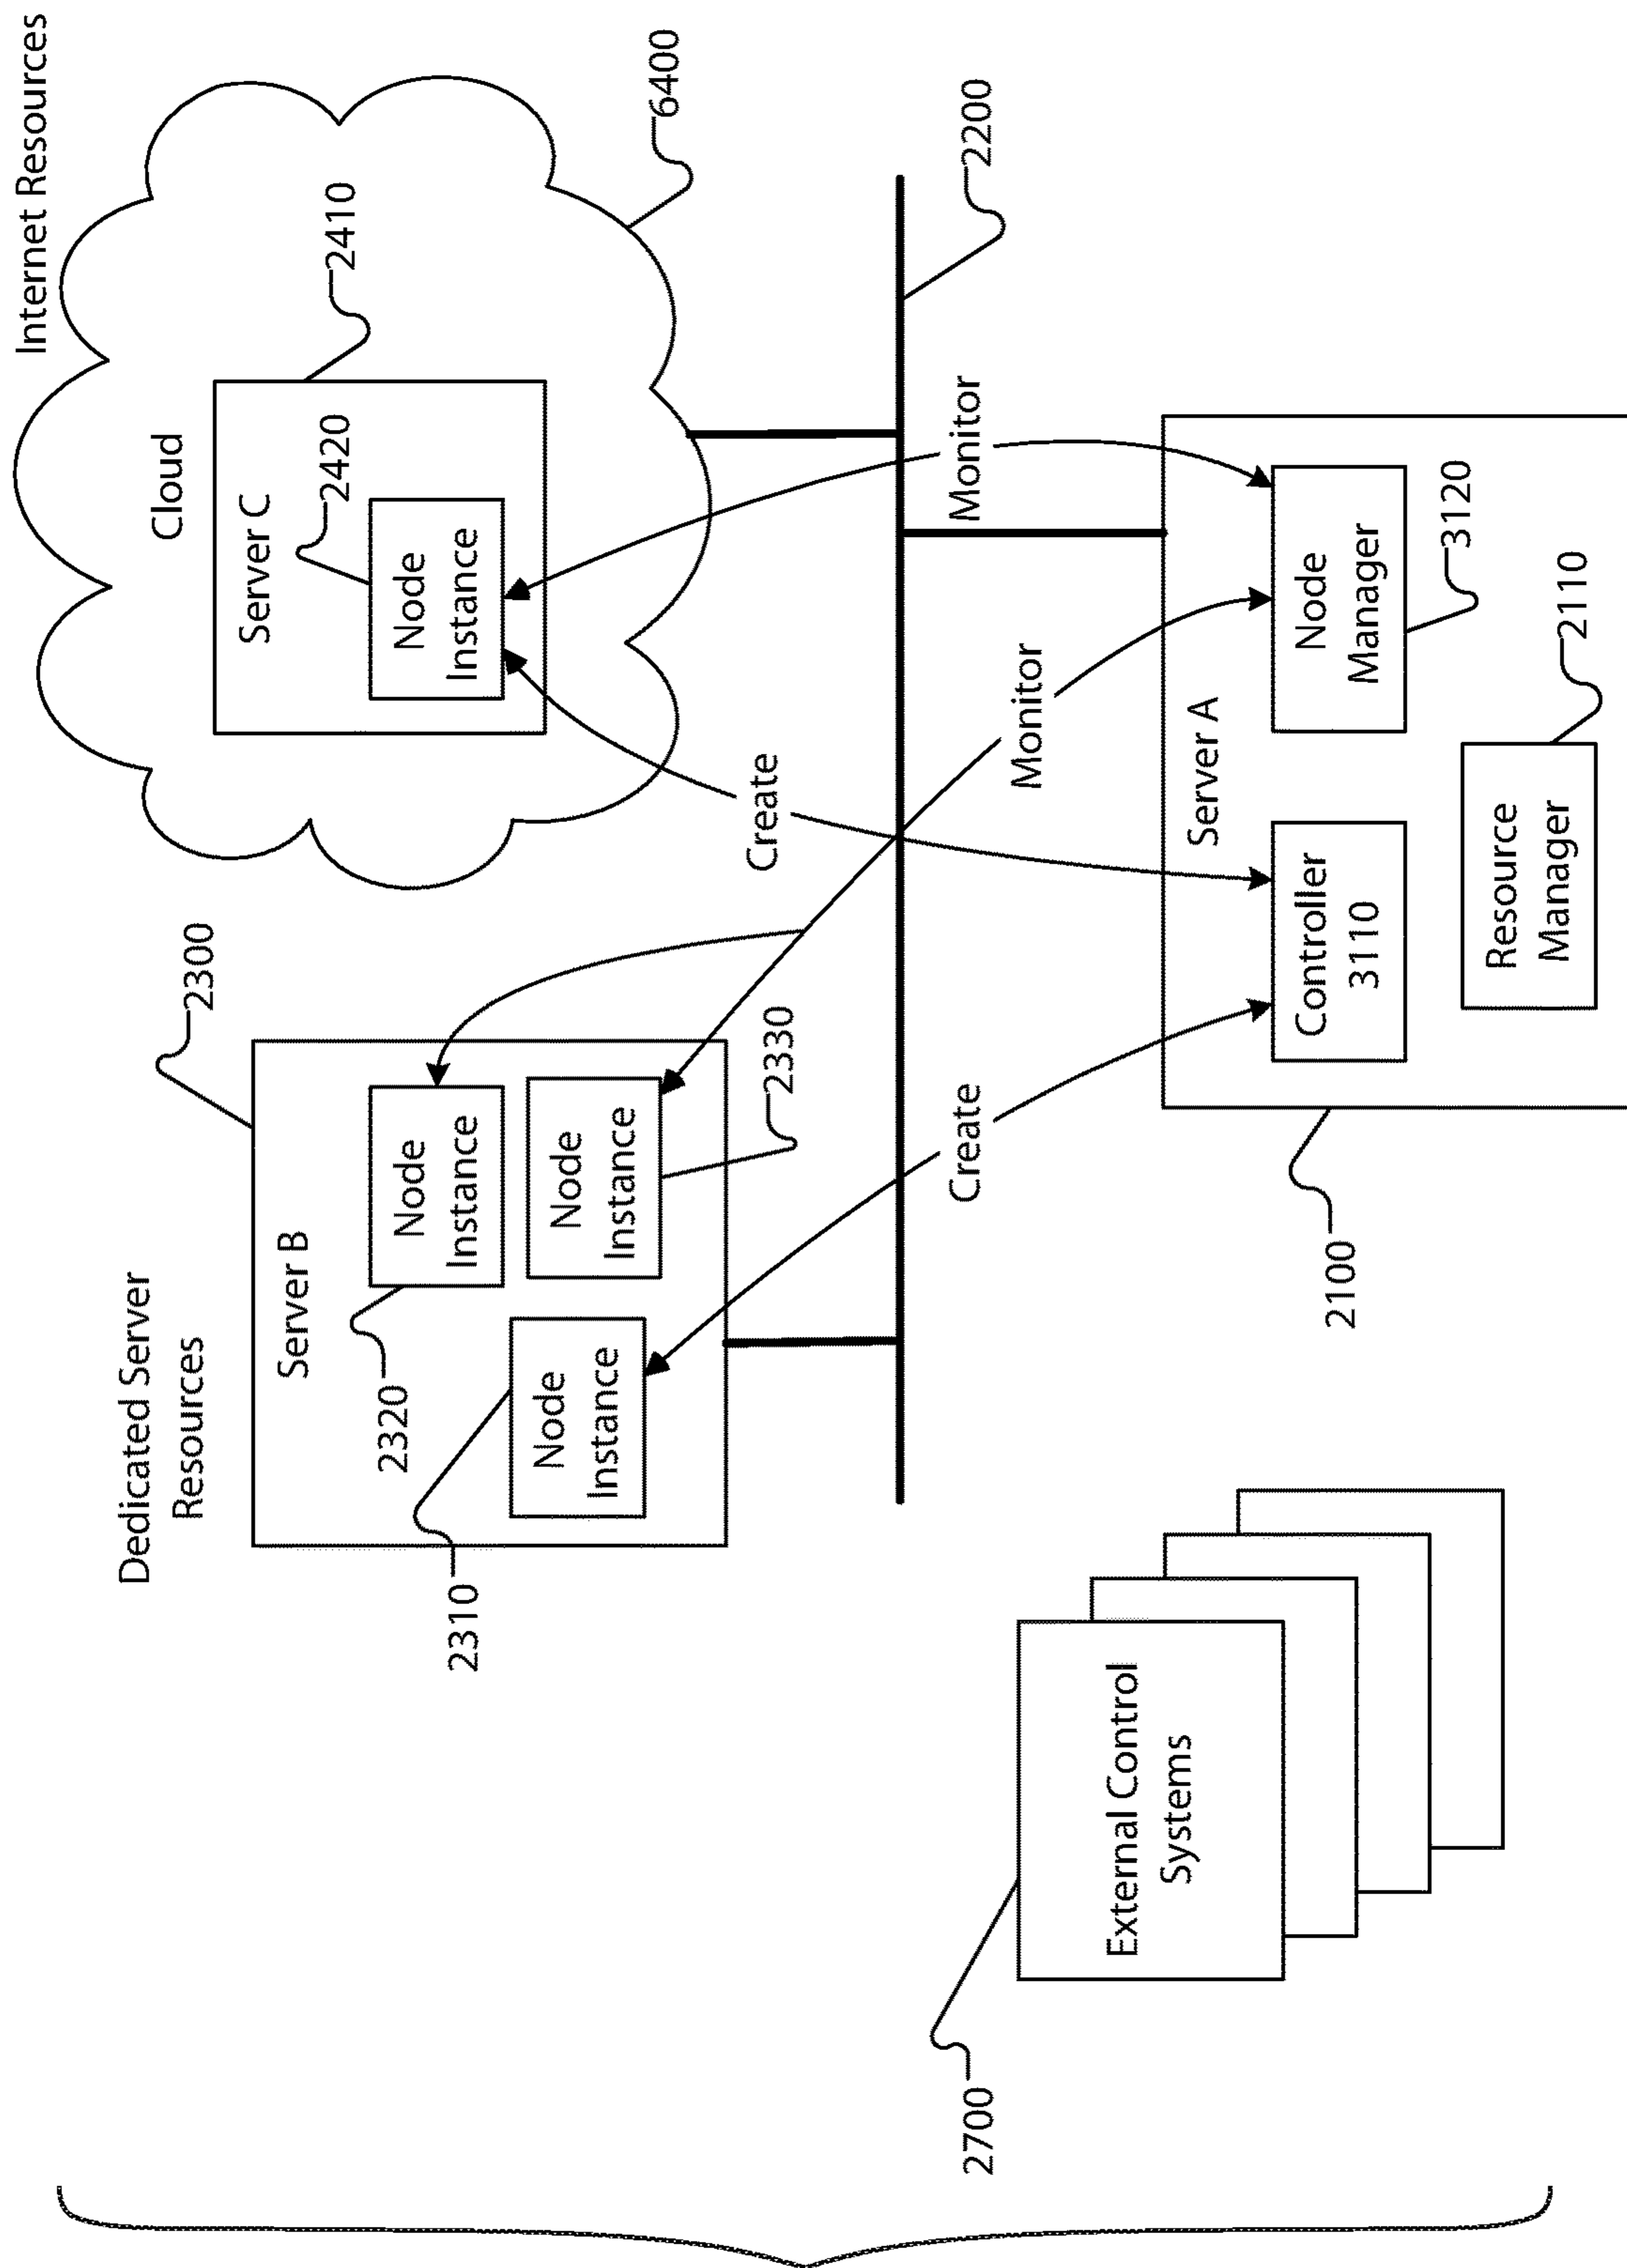 Dedicated Server
Resources
2300
Internet Resources
Server B
2320
Node
Instance
Node
Instance
2310
Node
Instance
2330
Cloud
Server C
2410
2420
Node
Instance
6400
Create
Monitor
2200
Create
Monitor
2700
External Control
Systems
2100
Server A
Controller
3110
Node
Manager
3120
Resource
Manager
2110